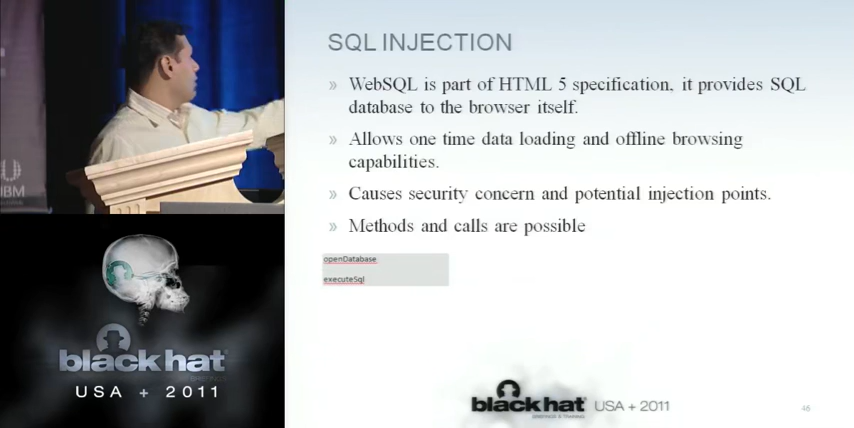 SQL INJECTION
» WebSQL is part of HTML 5 specification, it provides SQL
database to the browser itself.
» Allows one time data loading and offline browsing
capabilities.
» Causes security concern and potential injection points.
» Methods and calls are possible
openDatabase
executeSql
IBM
black hat
USA + 2011
black hat USA + 2011
46